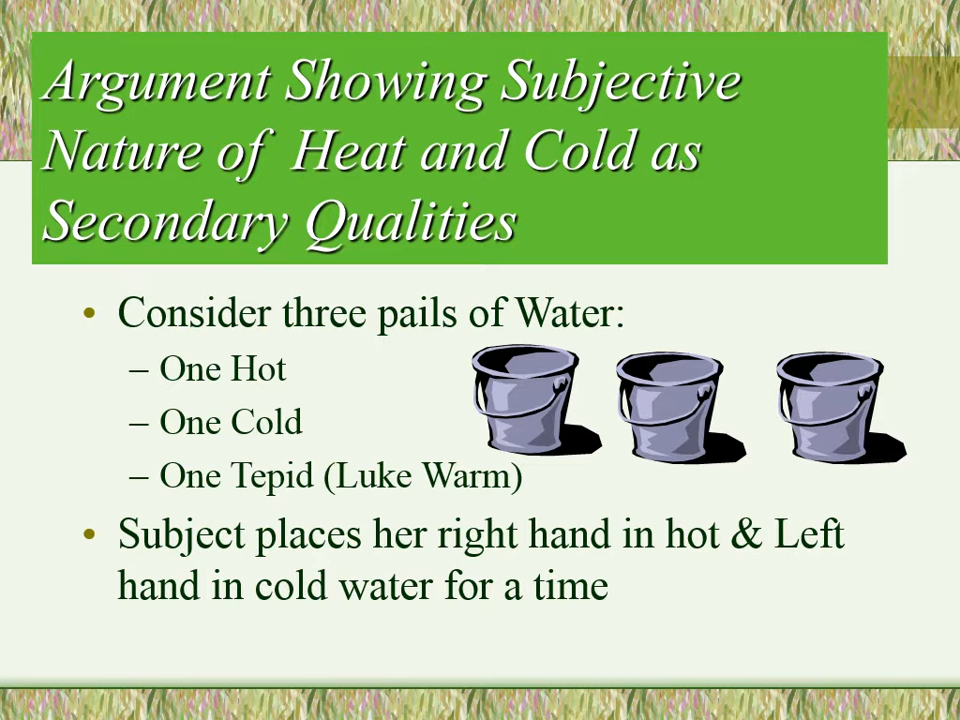 Argument Showing Subjective
Nature of  Heat and Cold as
Secondary Qualities
• Consider three pails of Water:
– One Hot
– One Cold
– One Tepid (Luke Warm)
• Subject places her right hand in hot & Left
hand in cold water for a time